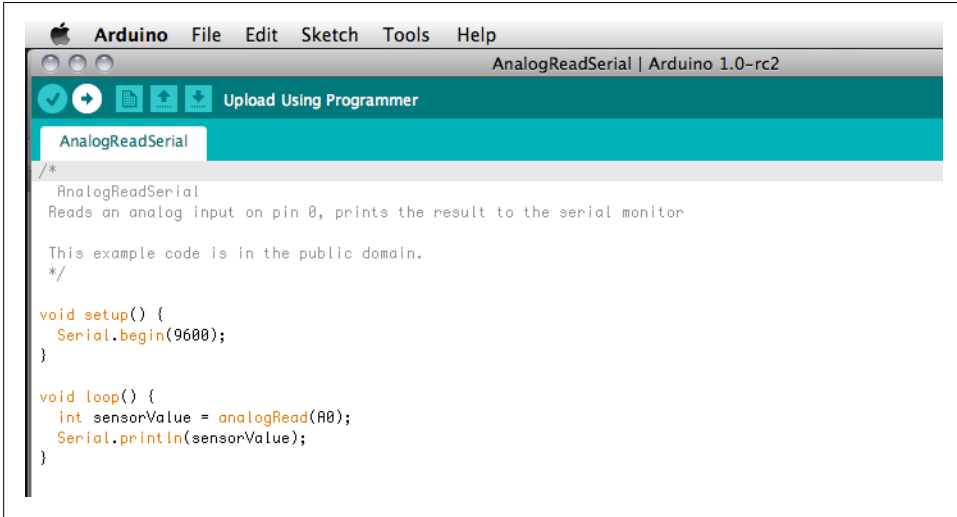 Arduino File Edit Sketch Tools Help
AnalogReadSerial | Arduino 1.0-rc2
Upload Using Programmer
AnalogReadSerial
/*
  AnalogReadSerial
 Reads an analog input on pin 0, prints the result to the serial monitor

 This example code is in the public domain.
 */

void setup() {
  Serial.begin(9600);
}

void loop() {
  int sensorValue = analogRead(A0);
  Serial.println(sensorValue);
}